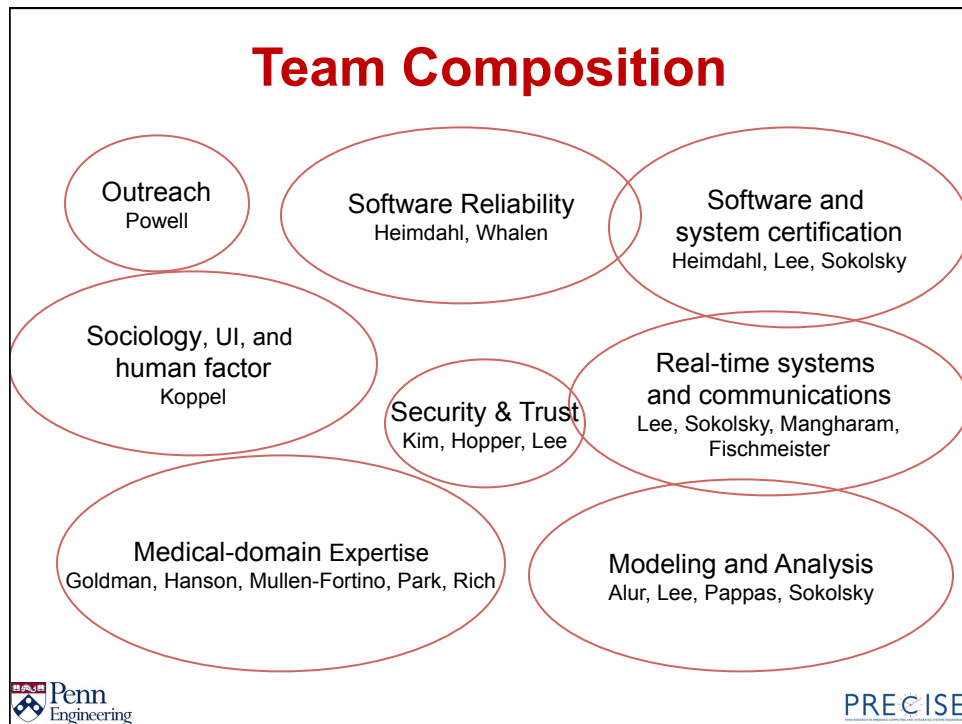 Team Composition
Outreach
Powell
Software Reliability
Heimdahl, Whalen
Software and
system certification
Heimdahl, Lee, Sokolsky
Sociology, UI, and
human factor
Koppel
Security & Trust
Kim, Hopper, Lee
Real-time systems
and communications
Lee, Sokolsky, Mangharam,
Fischmeister
Medical-domain Expertise
Goldman, Hanson, Mullen-Fortino, Park, Rich
Modeling and Analysis
Alur, Lee, Pappas, Sokolsky
Penn
Engineering
PRECISE